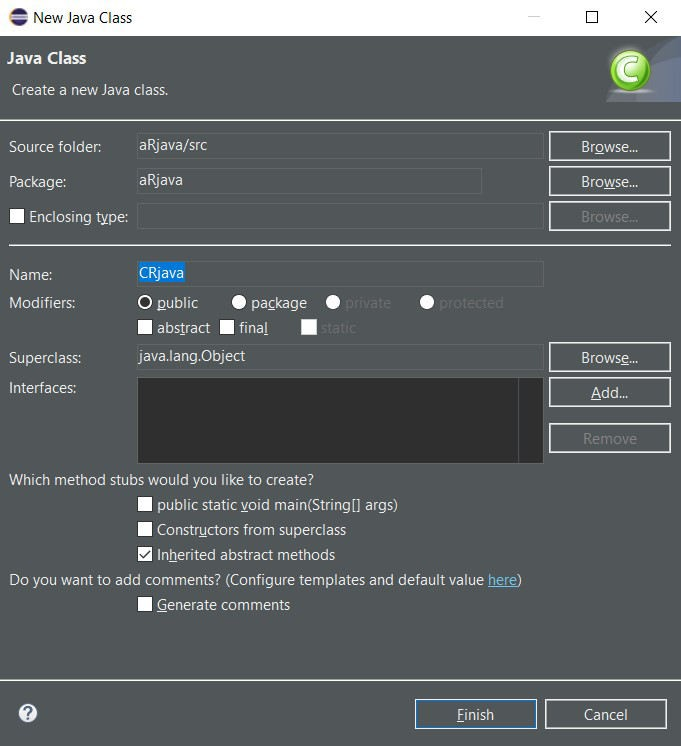 New Java Class
Java Class
Create a new Java class.
C
Source folder: aRjava/src Browse...
Package: aRjava Browse...
Enclosing type: Browse...
Name: CRjava
Modifiers: public package private protected
abstract final static
Superclass: java.lang.Object Browse...
Interfaces: Add...
Remove
Which method stubs would you like to create?
public static void main(String[] args)
Constructors from superclass
Inherited abstract methods
Do you want to add comments? (Configure templates and default value here)
Generate comments
? Finish Cancel